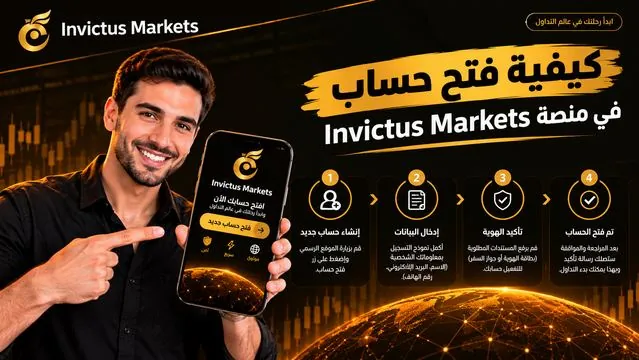 Invictus Markets
ابدأ رحلتك في عالم التداول
كيفية فتح حساب
في منصة Invictus Markets
Invictus Markets
افتح حسابك الآن
وابدأ رحلتك في عالم التداول
فتح حساب جديد
آمن
سريع
موثوق
1
إنشاء حساب جديد
قم بزيارة الموقع الرسمي
واضغط على زر
فتح حساب.
2
إدخال البيانات
أكمل نموذج التسجيل
بمعلوماتك الشخصية
(الاسم، البريد الإلكتروني،
رقم الهاتف).
3
تأكيد الهوية
قم برفع المستندات المطلوبة
(بطاقة الهوية أو جواز السفر)
لتفعيل حسابك.
4
تم فتح الحساب
بعد المراجعة والموافقة
ستصلك رسالة تأكيد
وبهذا يمكنك بدء التداول.